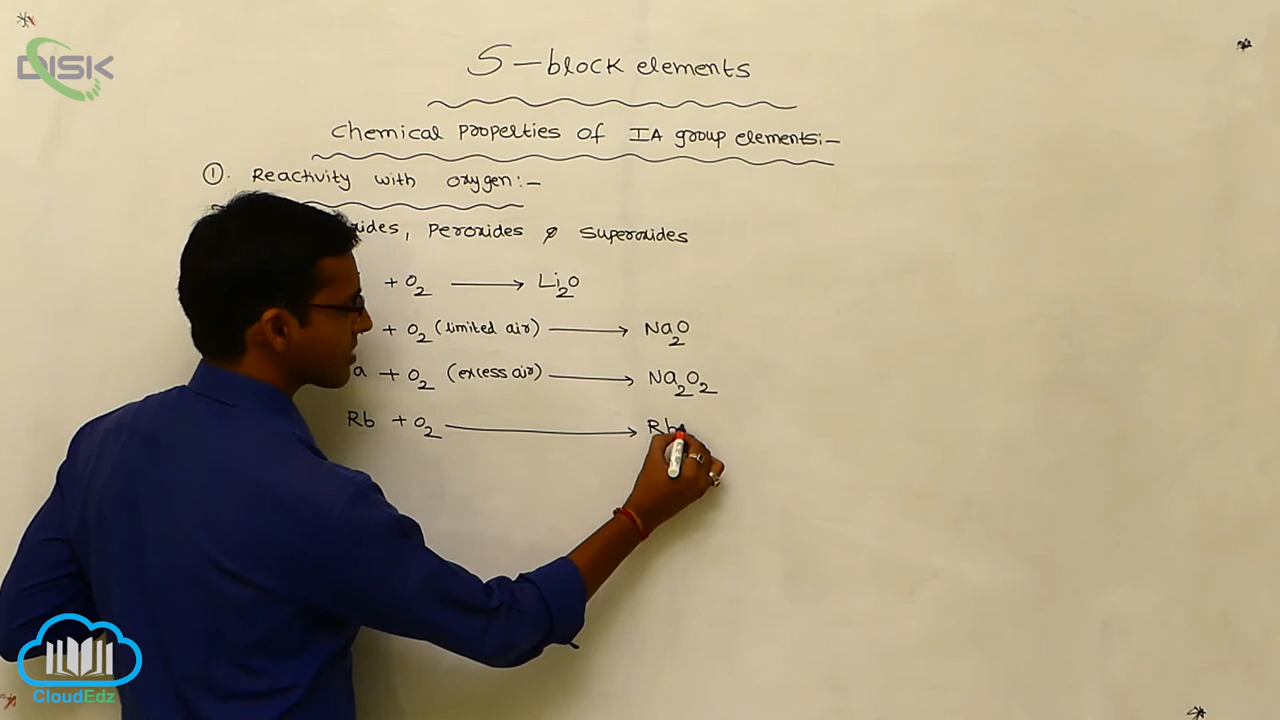 DISK
S-block elements
Chemical properties of IA group elements:-
①. Reactivity with oxygen:-
, peroxides & superoxides
+ O₂ ⟶ Li₂O
+ O₂ (limited air) ⟶ Na₂O
+ O₂ (excess air) ⟶ Na₂O₂
Rb + O₂ ⟶ Rb
CloudEdz